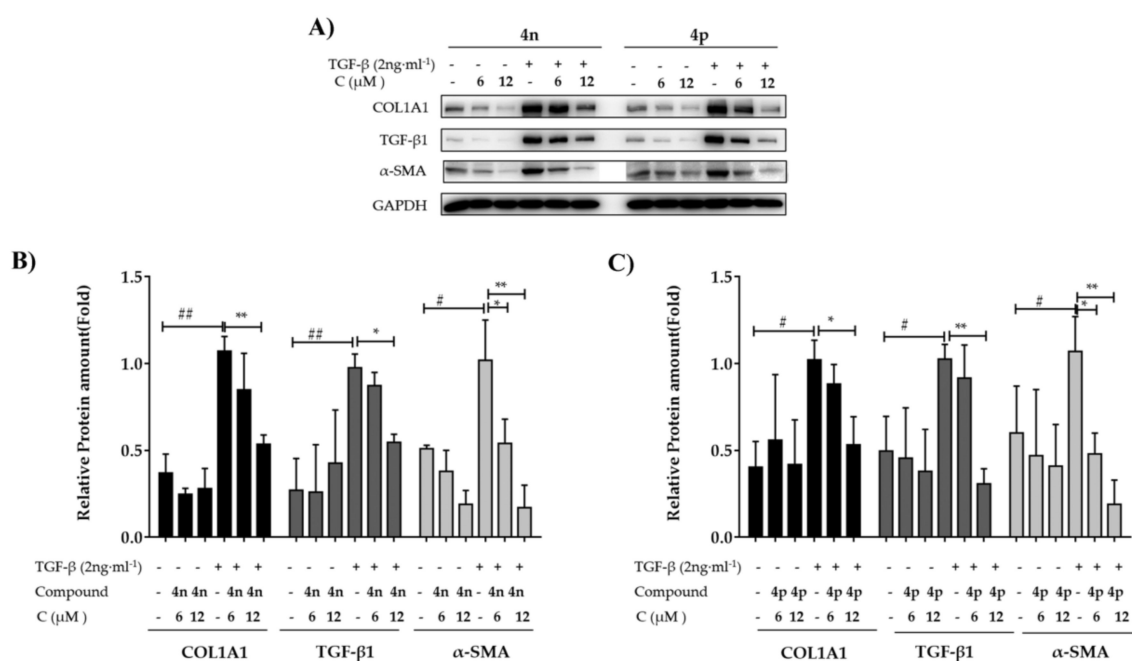 A)
4n 4p
TGF-β (2ng·ml-1) - - - + + + - - - + + +
C (μM ) - 6 12 - 6 12 - 6 12 - 6 12
COL1A1
TGF-β1
α-SMA
GAPDH
B)
Relative Protein amount(Fold)
1.5
1.0
0.5
0.0
## ** ## * # ** *
TGF-β (2ng·ml-1) - - - + + + - - - + + + - - - + + +
Compound - 4n 4n - 4n 4n - 4n 4n - 4n 4n - 4n 4n - 4n 4n
C (μM ) - 6 12 - 6 12 - 6 12 - 6 12 - 6 12 - 6 12
COL1A1 TGF-β1 α-SMA
C)
Relative Protein amount(Fold)
1.5
1.0
0.5
0.0
# * # ** # ** *
TGF-β (2ng·ml-1) - - - + + + - - - + + + - - - + + +
Compound - 4p 4p - 4p 4p - 4p 4p - 4p 4p - 4p 4p - 4p 4p
C (μM ) - 6 12 - 6 12 - 6 12 - 6 12 - 6 12 - 6 12
COL1A1 TGF-β1 α-SMA